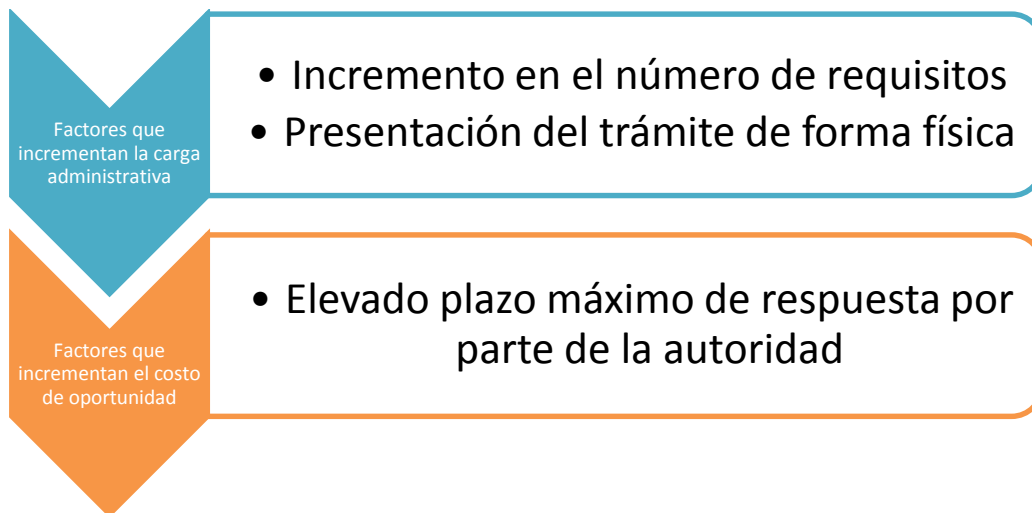 Factores que
incrementan la carga
administrativa
• Incremento en el número de requisitos
• Presentación del trámite de forma física
Factores que
incrementan el costo
de oportunidad
• Elevado plazo máximo de respuesta por
parte de la autoridad